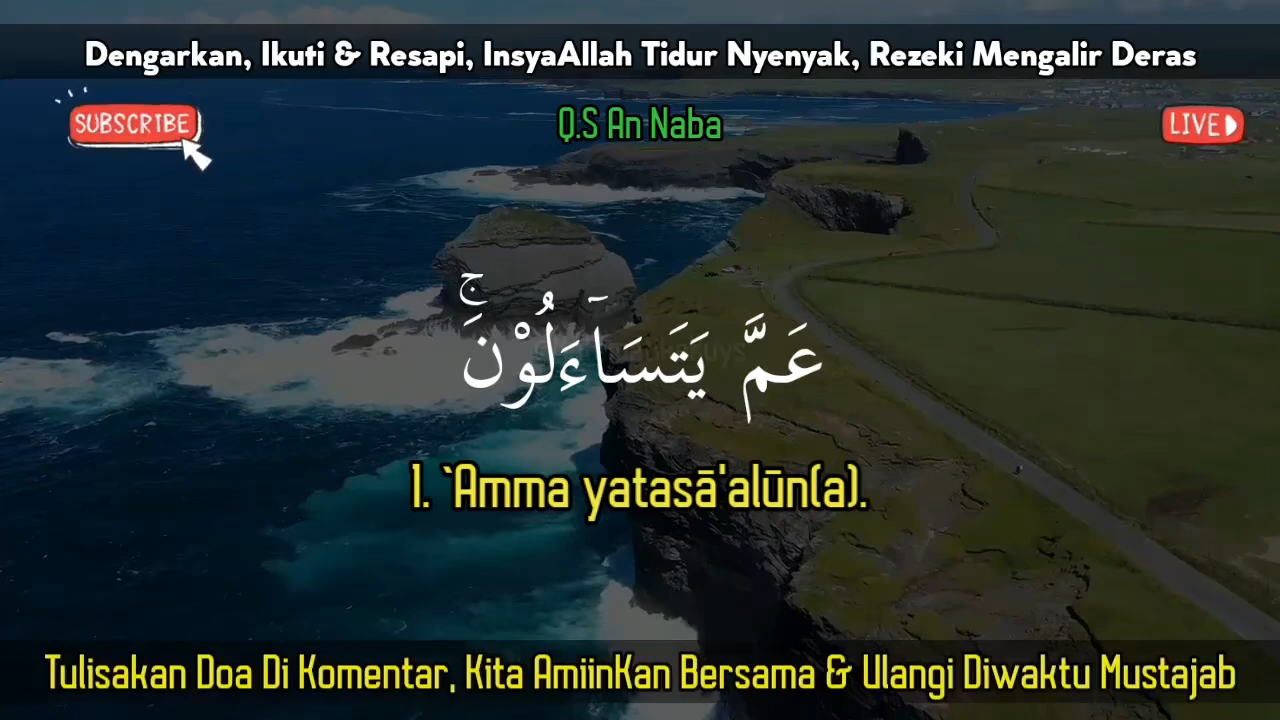 Dengarkan, Ikuti & Resapi, InsyaAllah Tidur Nyenyak, Rezeki Mengalir Deras
SUBSCRIBE
Q.S An Naba
LIVE
عَمَّ يَتَسَاۤءَلُوْنَۚ
1. `Amma yatasā'alūn(a).
Tulisakan Doa Di Komentar, Kita AmiinKan Bersama & Ulangi Diwaktu Mustajab